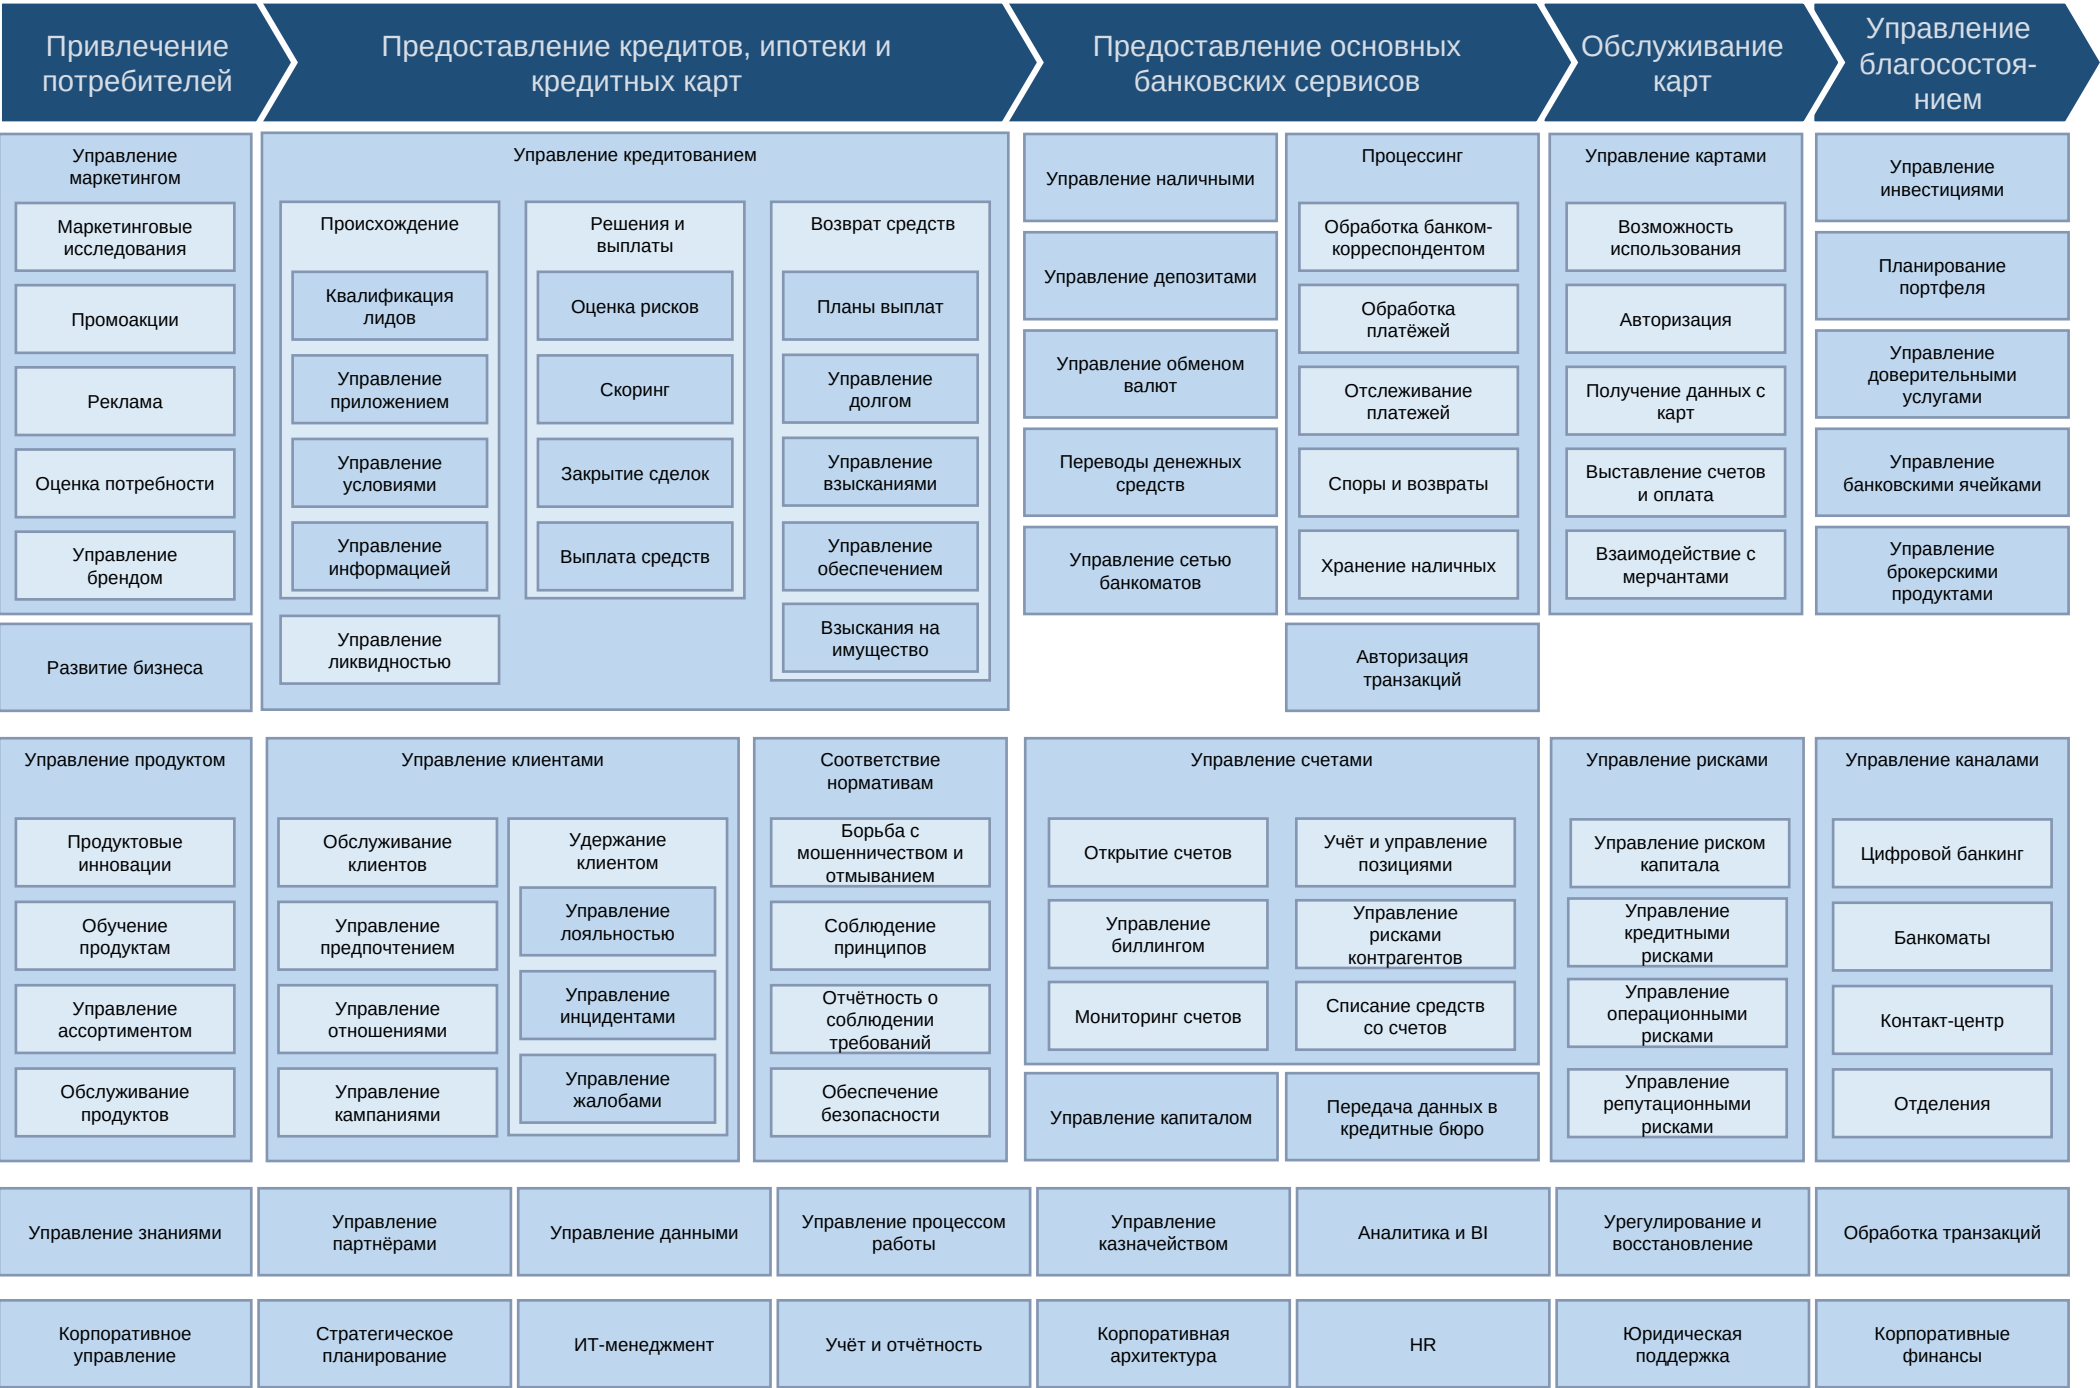 Привлечение
потребителей
Предоставление кредитов, ипотеки и
кредитных карт
Предоставление основных
банковских сервисов
Обслуживание
карт
Управление
благосостоя-
нием
Управление
маркетингом
Маркетинговые
исследования
Промоакции
Реклама
Оценка потребности
Управление
брендом
Развитие бизнеса
Управление кредитованием
Происхождение
Квалификация
лидов
Управление
приложением
Управление
условиями
Управление
информацией
Управление
ликвидностью
Решения и
выплаты
Оценка рисков
Скоринг
Закрытие сделок
Выплата средств
Возврат средств
Планы выплат
Управление
долгом
Управление
взысканиями
Управление
обеспечением
Взыскания на
имущество
Управление наличными
Управление депозитами
Управление обменом
валют
Переводы денежных
средств
Управление сетью
банкоматов
Процессинг
Обработка банком-
корреспондентом
Обработка
платёжей
Отслеживание
платежей
Споры и возвраты
Хранение наличных
Авторизация
транзакций
Управление картами
Возможность
использования
Авторизация
Получение данных с
карт
Выставление счетов
и оплата
Взаимодействие с
мерчантами
Управление
инвестициями
Планирование
портфеля
Управление
доверительными
услугами
Управление
банковскими ячейками
Управление
брокерскими
продуктами
Управление продуктом
Продуктовые
инновации
Обучение
продуктам
Управление
ассортиментом
Обслуживание
продуктов
Управление клиентами
Обслуживание
клиентов
Управление
предпочтением
Управление
отношениями
Управление
кампаниями
Удержание
клиентом
Управление
лояльностью
Управление
инцидентами
Управление
жалобами
Соответствие
нормативам
Борьба с
мошенничеством и
отмыванием
Соблюдение
принципов
Отчётность о
соблюдении
требований
Обеспечение
безопасности
Управление счетами
Открытие счетов
Управление
биллингом
Мониторинг счетов
Учёт и управление
позициями
Управление
рисками
контрагентов
Списание средств
со счетов
Управление капиталом
Передача данных в
кредитные бюро
Управление рисками
Управление риском
капитала
Управление
кредитными
рисками
Управление
операционными
рисками
Управление
репутационными
рисками
Управление каналами
Цифровой банкинг
Банкоматы
Контакт-центр
Отделения
Управление знаниями
Управление
партнёрами
Управление данными
Управление процессом
работы
Управление
казначейством
Аналитика и BI
Урегулирование и
восстановление
Обработка транзакций
Корпоративное
управление
Стратегическое
планирование
ИТ-менеджмент
Учёт и отчётность
Корпоративная
архитектура
HR
Юридическая
поддержка
Корпоративные
финансы